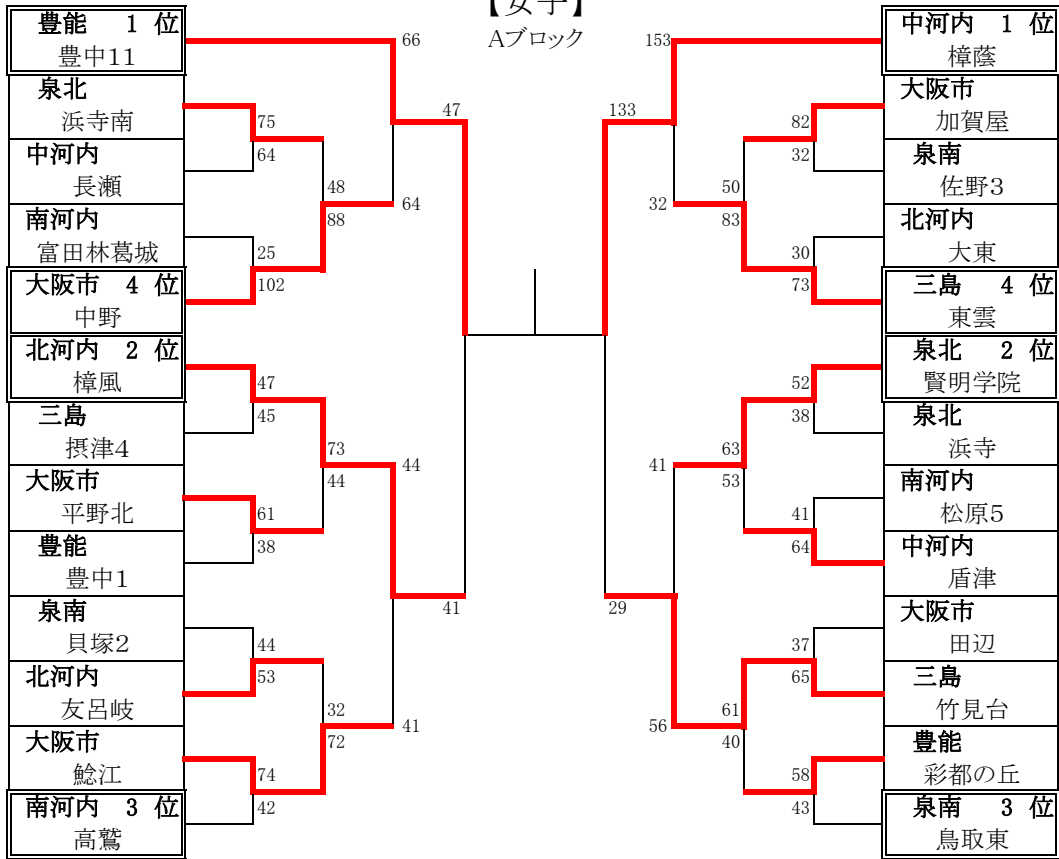 【女子】
Aブロック
豊能 1 位
豊中11
泉北
浜寺南
中河内
長瀬
南河内
富田林葛城
大阪市 4 位
中野
北河内 2 位
樟風
三島
摂津4
大阪市
平野北
豊能
豊中1
泉南
貝塚2
北河内
友呂岐
大阪市
鯰江
南河内 3 位
高鷲
75
64
25
102
47
45
61
38
44
53
74
42
48
88
73
44
32
72
66
64
44
41
47
41
133
29
153
32
41
56
50
83
63
53
61
40
82
32
30
73
52
38
41
64
37
65
58
43
中河内 1 位
樟蔭
大阪市
加賀屋
泉南
佐野3
北河内
大東
三島 4 位
東雲
泉北 2 位
賢明学院
泉北
浜寺
南河内
松原5
中河内
盾津
大阪市
田辺
三島
竹見台
豊能
彩都の丘
泉南 3 位
鳥取東